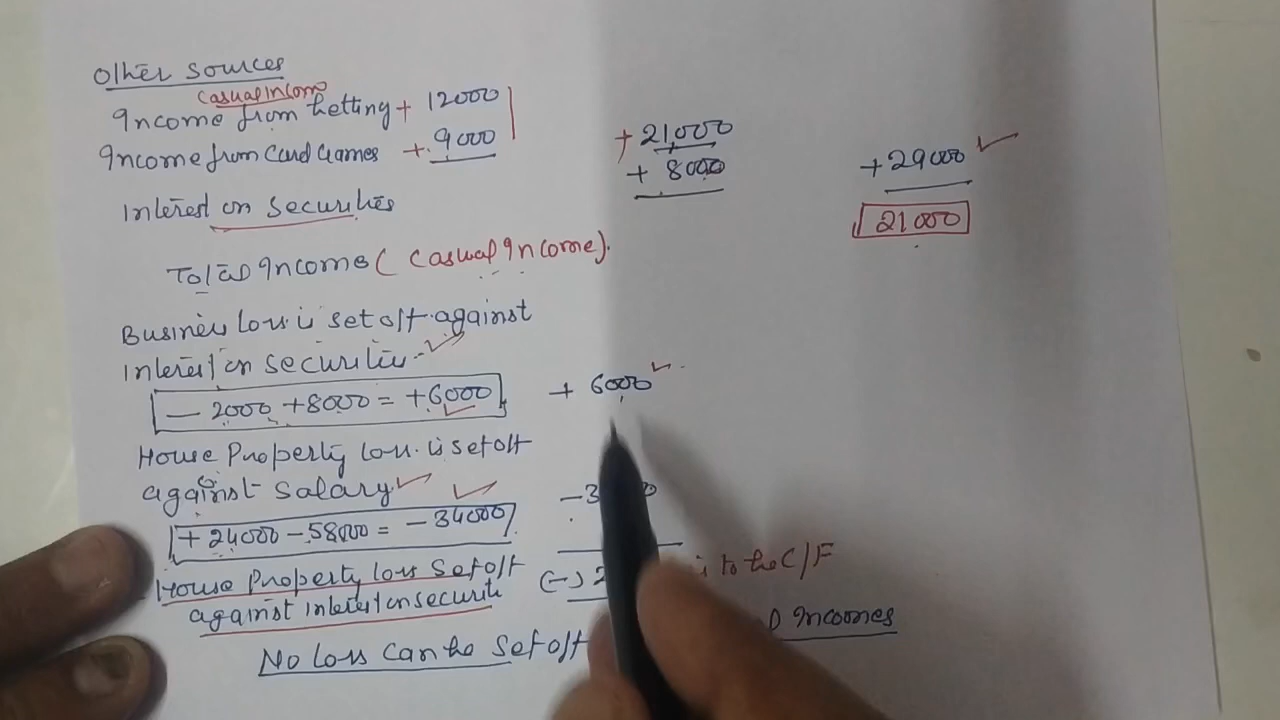 Other Sources
Casual Incom
Income from betting + 12000
Income from Card Games + 9000
+ 21000
+ 8000
+ 29000
21000
Interest on Securities
Total Income ( Casual Income).
Business loss is set off against
interest on securities
- 2000 + 8000 = + 6000
+ 6000
House Property loss is set off
against Salary
+ 24000 - 58000 = - 34000
House Property loss set off
against interest on securiti
to the C/F
No loss can be set off
Incomes